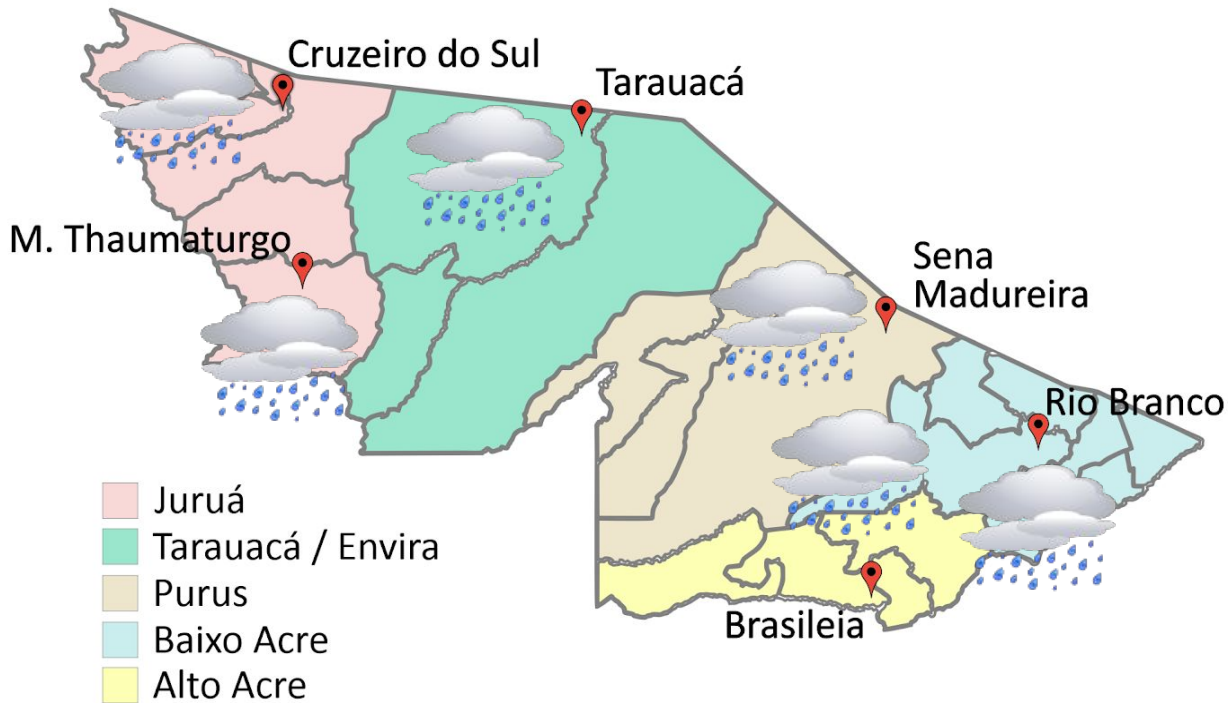 Cruzeiro do Sul
Tarauacá
M. Thaumaturgo
Sena
Madureira
Rio Branco
Brasileia
Juruá
Tarauacá / Envira
Purus
Baixo Acre
Alto Acre